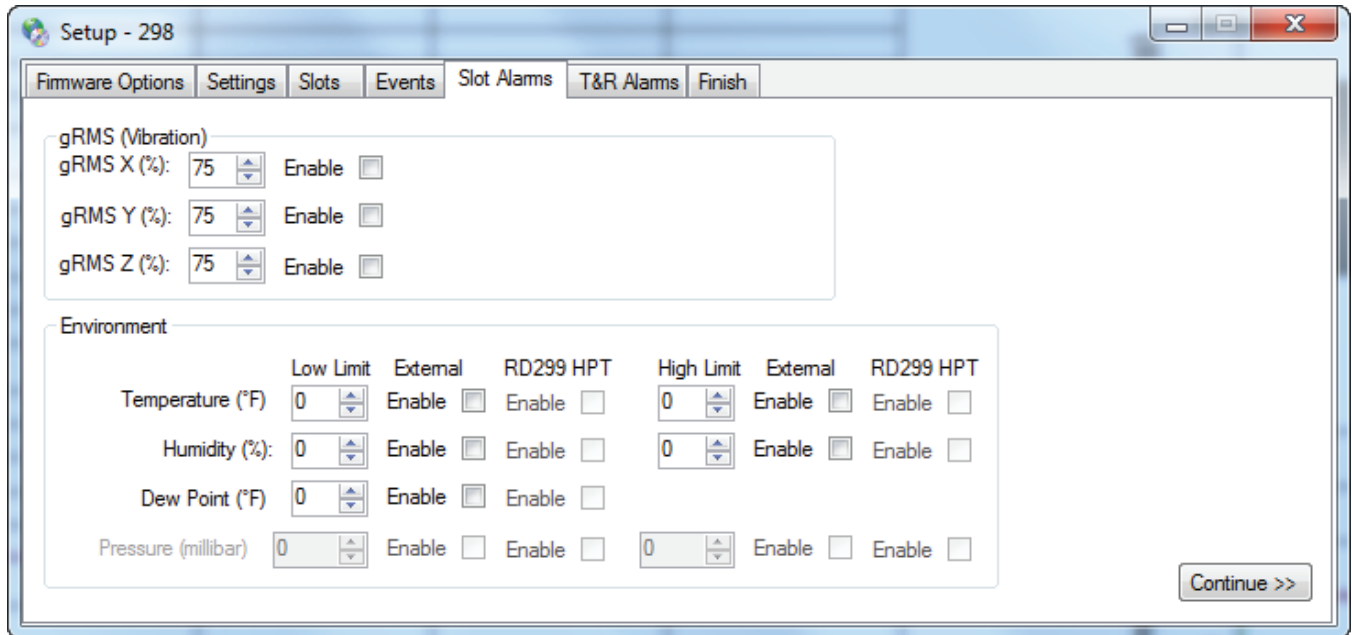 Setup - 298
Firmware Options Settings Slots Events Slot Alarms T&R Alarms Finish
gRMS (Vibration)
gRMS X (%): 75 Enable
gRMS Y (%): 75 Enable
gRMS Z (%): 75 Enable
Environment
Low Limit External RD299 HPT High Limit External RD299 HPT
Temperature (°F) 0 Enable Enable 0 Enable Enable
Humidity (%): 0 Enable Enable 0 Enable Enable
Dew Point (°F) 0 Enable Enable
Pressure (millibar) 0 Enable Enable 0 Enable Enable
Continue >>